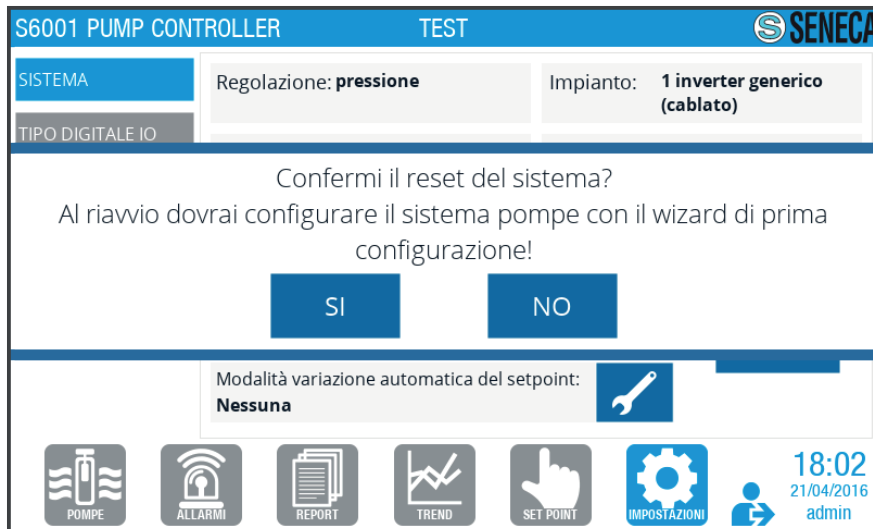 S6001 PUMP CONTROLLER TEST SENECA
SISTEMA
Regolazione: pressione
Impianto: 1 inverter generico
(cablato)
TIPO DIGITALE IO
Confermi il reset del sistema?
Al riavvio dovrai configurare il sistema pompe con il wizard di prima
configurazione!
SI NO
Modalità variazione automatica del setpoint:
Nessuna
POMPE ALLARMI REPORT TREND SET POINT IMPOSTAZIONI
18:02
21/04/2016
admin